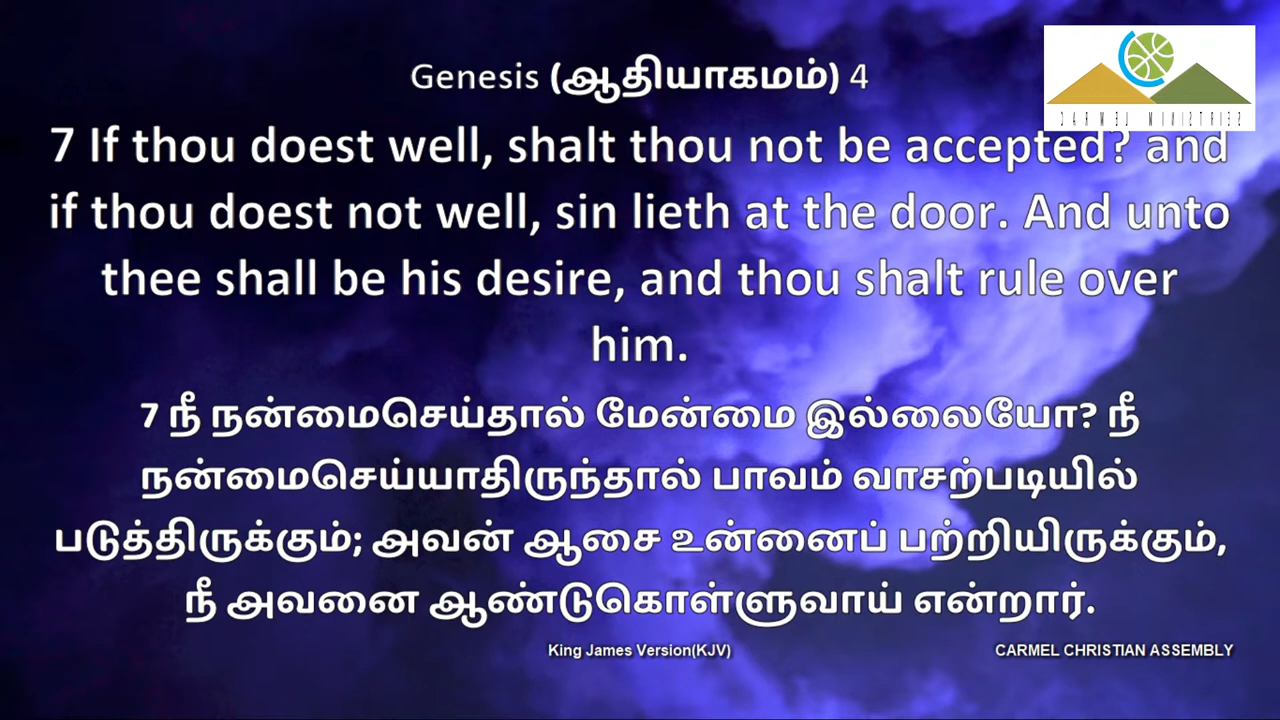 Genesis (ஆதியாகமம்) 4
CARMEL MINISTRIES
7 If thou doest well, shalt thou not be accepted? and
if thou doest not well, sin lieth at the door. And unto
thee shall be his desire, and thou shalt rule over
him.
7 நீ நன்மைசெய்தால் மேன்மை இல்லையோ? நீ
நன்மைசெய்யாதிருந்தால் பாவம் வாசற்படியில்
படுத்திருக்கும்; அவன் ஆசை உன்னைப் பற்றியிருக்கும்,
நீ அவனை ஆண்டுகொள்ளுவாய் என்றார்.
King James Version(KJV)
CARMEL CHRISTIAN ASSEMBLY